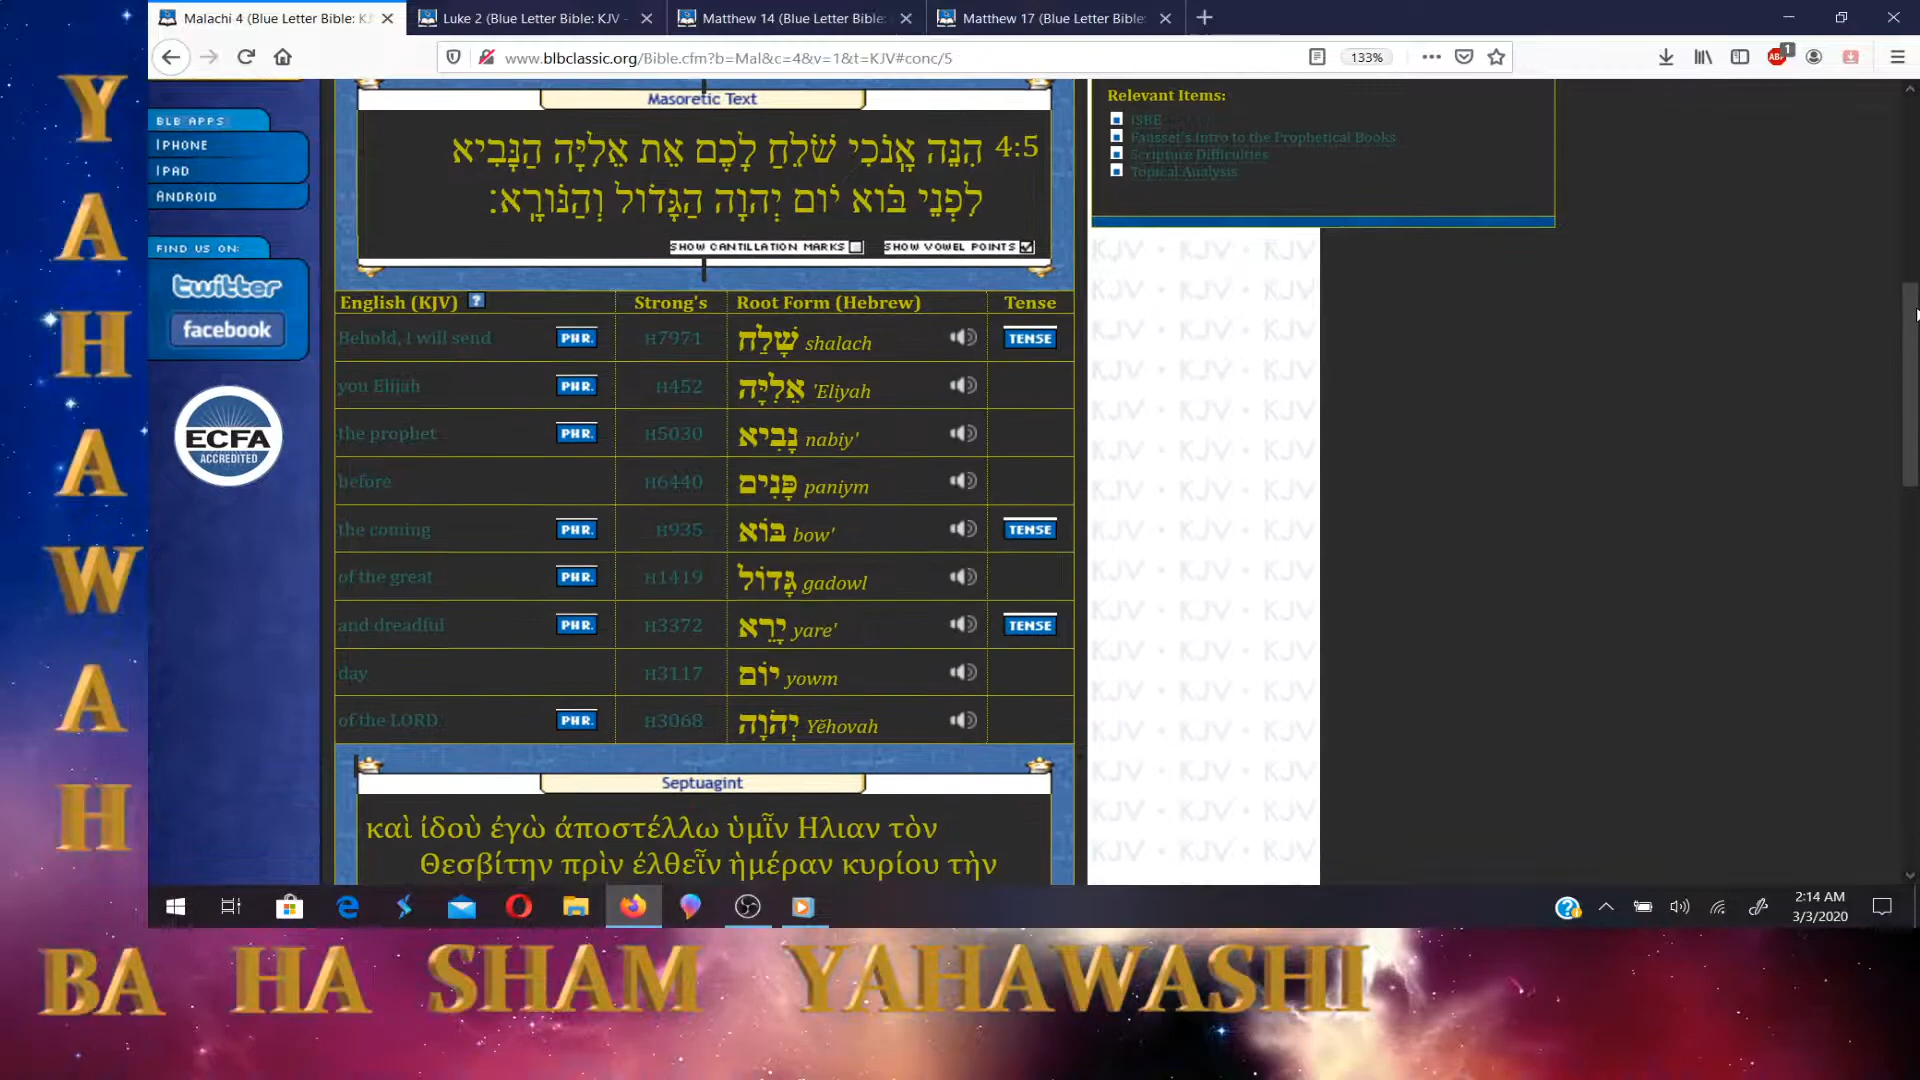 Malachi 4 (Blue Letter Bible: KJ
Luke 2 (Blue Letter Bible: KJV -
Matthew 14 (Blue Letter Bible:
Matthew 17 (Blue Letter Bible:
www.blbclassic.org/Bible.cfm?b=Mal&c=4&v=1&t=KJV#conc/5
133%
ABP
1
BLB APPS
IPHONE
IPAD
ANDROID
FIND US ON:
twitter
facebook
ECFA
ACCREDITED
Masoretic Text
4:5 הִנֵּה אָנֹכִי שֹׁלֵחַ לָכֶם אֵת אֵלִיָּה הַנָּבִיא
לִפְנֵי בּוֹא יוֹם יְהוָה הַגָּדוֹל וְהַנּוֹרָא׃
SHOW CANTILLATION MARKS
SHOW VOWEL POINTS
Relevant Items:
ISBE
Fausset's Intro to the Prophetical Books
Scripture Difficulties
Topical Analysis
English (KJV) ? Strong's Root Form (Hebrew) Tense
Behold, I will send PHR. H7971 שָׁלַח shalach TENSE
you Elijah PHR. H452 אֵלִיָּה 'Eliyah
the prophet PHR. H5030 נָבִיא nabiy'
before H6440 פָּנִים paniym
the coming PHR. H935 בּוֹא bow' TENSE
of the great PHR. H1419 גָּדוֹל gadowl
and dreadful PHR. H3372 יָרֵא yare' TENSE
day H3117 יוֹם yowm
of the LORD PHR. H3068 יְהֹוָה Yĕhovah
Septuagint
καὶ ἰδοὺ ἐγὼ ἀποστέλλω ὑμῖν Ηλιαν τὸν
Θεσβίτην πρὶν ἐλθεῖν ἡμέραν κυρίου τὴν
KJV • KJV • KJV
2:14 AM
3/3/2020
YAHAWAH
BA HA SHAM YAHAWASHI